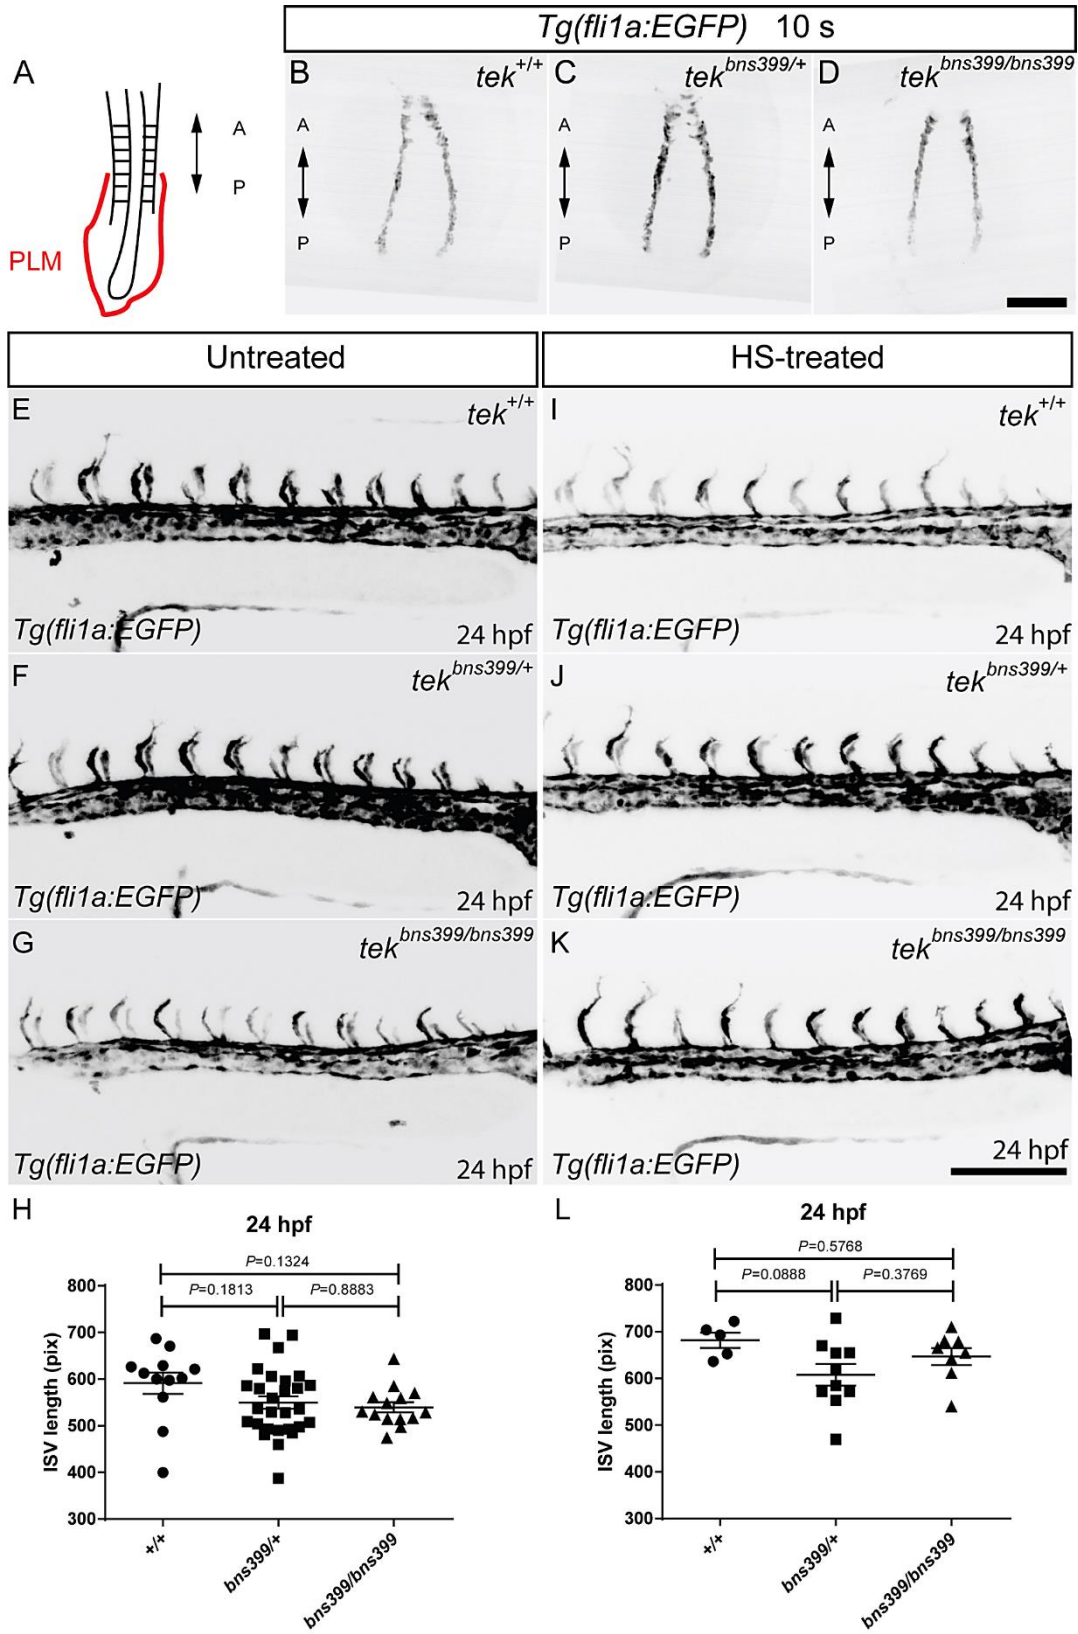 Tg(fli1a:EGFP) 10 s
A
A
P
PLM
B
tek+/+
A
P
C
tekbns399/+
A
P
D
tekbns399/bns399
A
P
Untreated
HS-treated
E
tek+/+
Tg(fli1a:EGFP)
24 hpf
I
tek+/+
Tg(fli1a:EGFP)
24 hpf
F
tekbns399/+
Tg(fli1a:EGFP)
24 hpf
J
tekbns399/+
Tg(fli1a:EGFP)
24 hpf
G
tekbns399/bns399
Tg(fli1a:EGFP)
24 hpf
K
tekbns399/bns399
Tg(fli1a:EGFP)
24 hpf
H
24 hpf
P=0.1324
P=0.1813
P=0.8883
ISV length (pix)
800
700
600
500
400
300
+/+
bns399/+
bns399/bns399
L
24 hpf
P=0.5768
P=0.0888
P=0.3769
ISV length (pix)
800
700
600
500
400
300
+/+
bns399/+
bns399/bns399